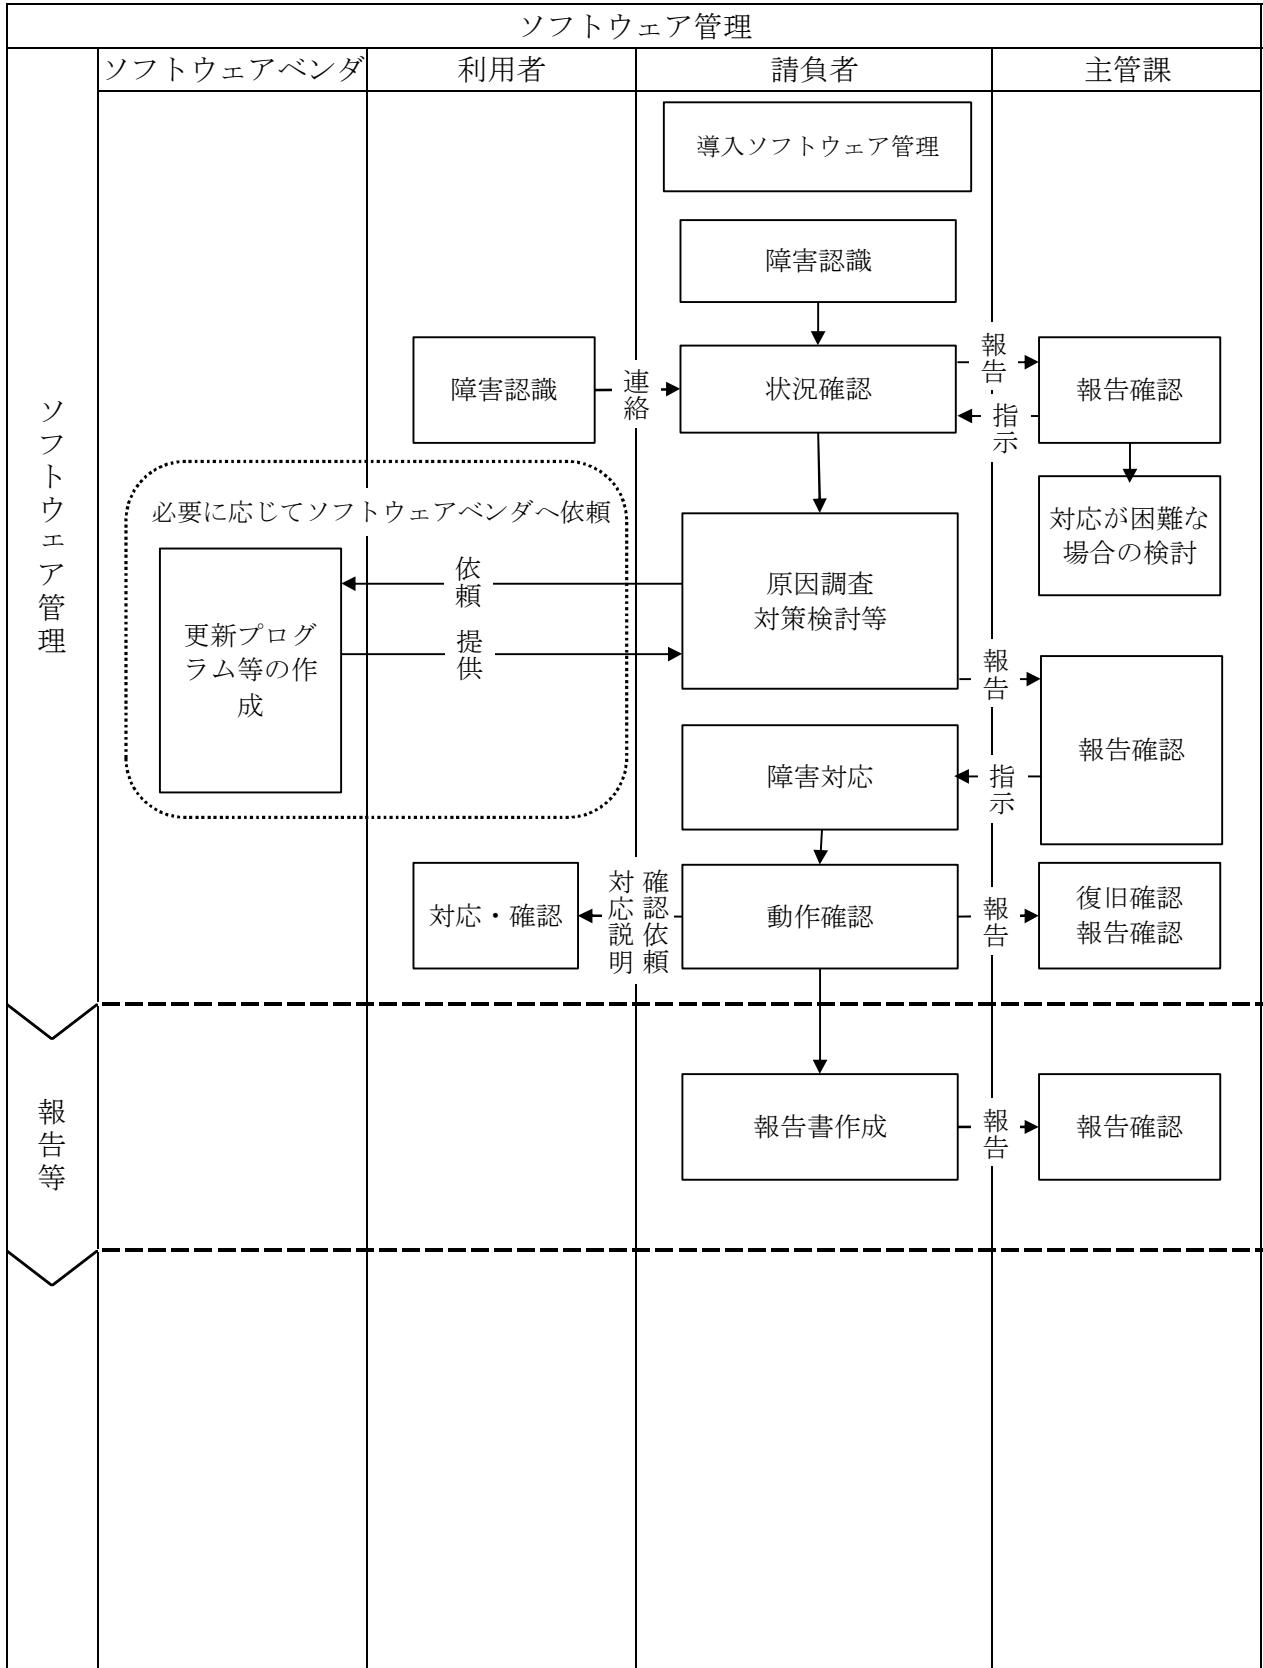 ソフトウェア管理
ソフトウェアベンダ
利用者
請負者
主管課
ソフトウェア管理
導入ソフトウェア管理
障害認識
障害認識
連絡
状況確認
報告
指示
報告確認
対応が困難な
場合の検討
必要に応じてソフトウェアベンダへ依頼
更新プログ
ラム等の作
成
依頼
提供
原因調査
対策検討等
報告
報告確認
指示
障害対応
対応・確認
確認依頼
対応説明
動作確認
報告
復旧確認
報告確認
報告等
報告書作成
報告
報告確認